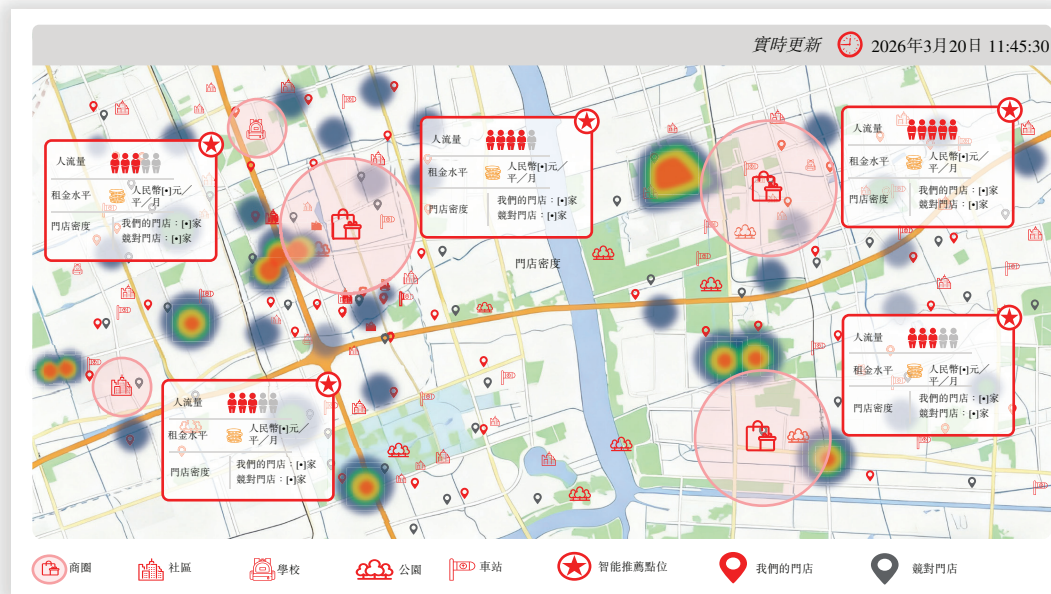 實時更新 2026年3月20日 11:45:30
人流量
租金水平 人民幣[•]元／
平／月
門店密度 我們的門店：[•]家
競對門店：[•]家
人流量
租金水平 人民幣[•]元／
平／月
門店密度 我們的門店：[•]家
競對門店：[•]家
人流量
租金水平 人民幣[•]元／
平／月
門店密度 我們的門店：[•]家
競對門店：[•]家
門店密度
人流量
租金水平 人民幣[•]元／
平／月
門店密度 我們的門店：[•]家
競對門店：[•]家
人流量
租金水平 人民幣[•]元／
平／月
門店密度 我們的門店：[•]家
競對門店：[•]家
商圈 社區 學校 公園 車站 智能推薦點位 我們的門店 競對門店